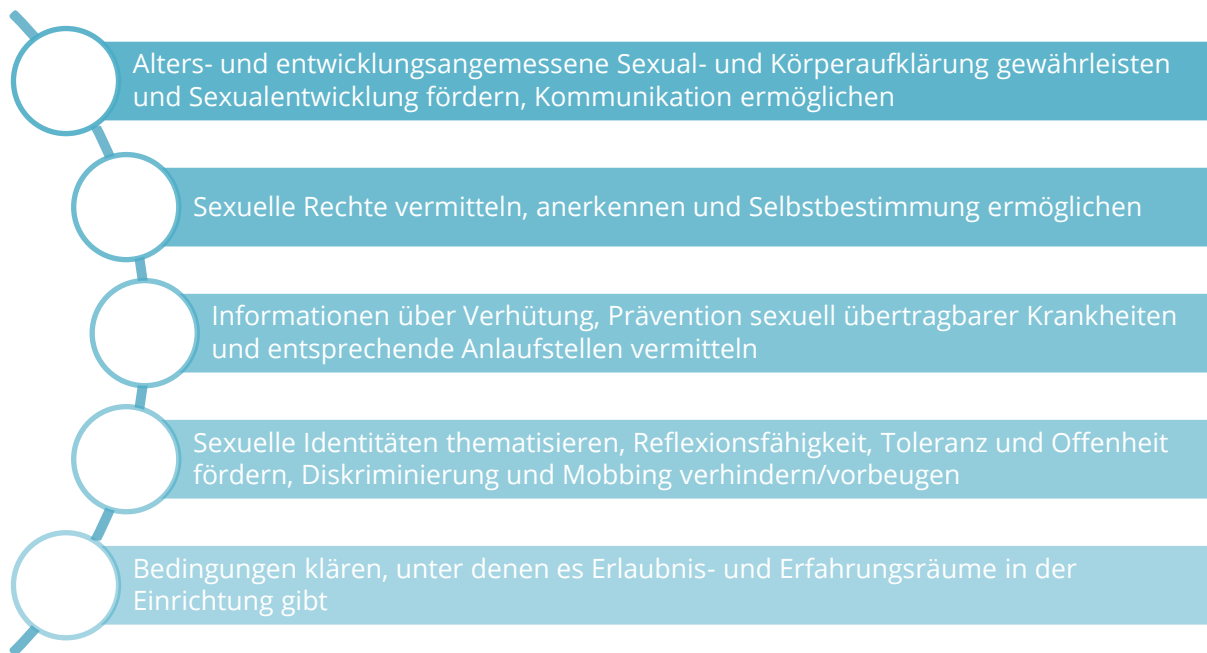 Alters- und entwicklungsangemessene Sexual- und Körperaufklärung gewährleisten
und Sexualentwicklung fördern, Kommunikation ermöglichen
Sexuelle Rechte vermitteln, anerkennen und Selbstbestimmung ermöglichen
Informationen über Verhütung, Prävention sexuell übertragbarer Krankheiten
und entsprechende Anlaufstellen vermitteln
Sexuelle Identitäten thematisieren, Reflexionsfähigkeit, Toleranz und Offenheit
fördern, Diskriminierung und Mobbing verhindern/vorbeugen
Bedingungen klären, unter denen es Erlaubnis- und Erfahrungsräume in der
Einrichtung gibt